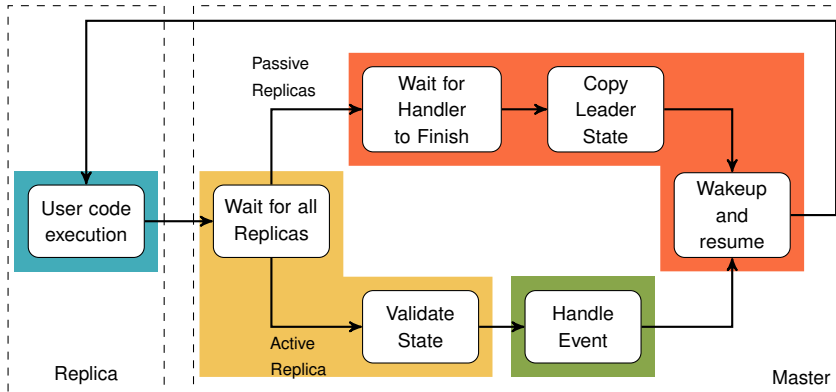 Passive
Replicas
Wait for
Handler
to Finish
Copy
Leader
State
User code
execution
Wait for all
Replicas
Wakeup
and
resume
Validate
State
Handle
Event
Active
Replica
Replica
Master